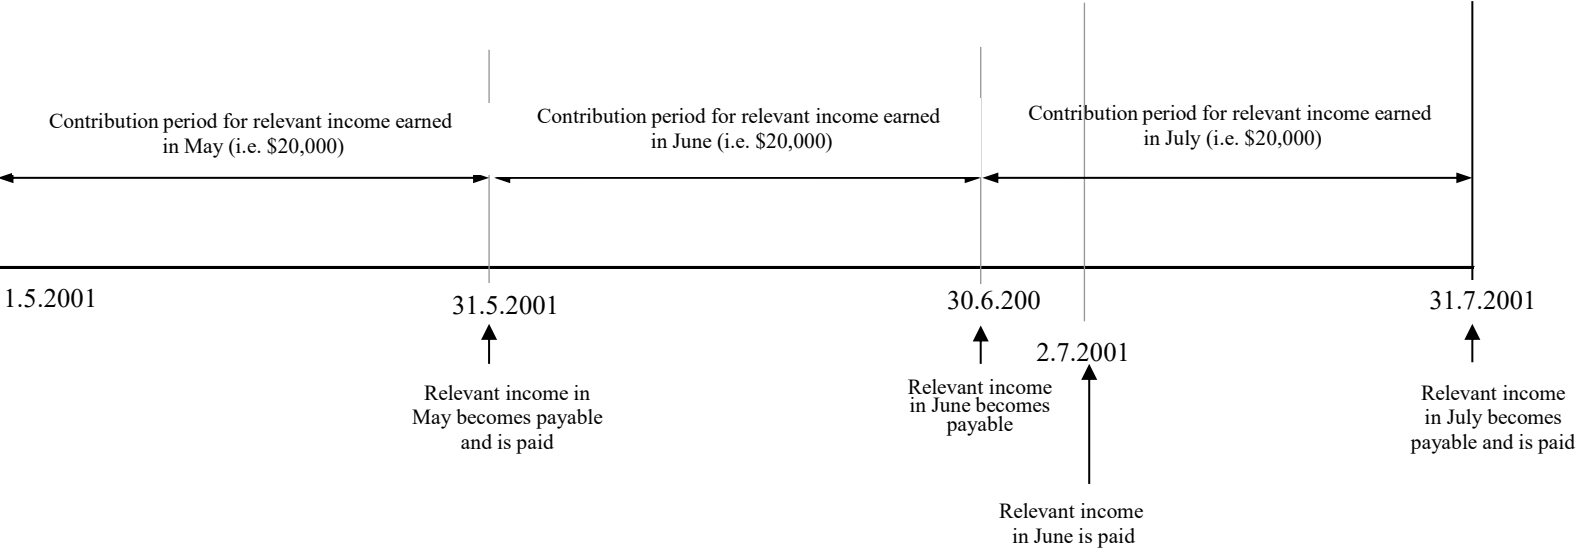 Contribution period for relevant income earned
in May (i.e. $20,000)
Contribution period for relevant income earned
in June (i.e. $20,000)
Contribution period for relevant income earned
in July (i.e. $20,000)
1.5.2001
31.5.2001
30.6.200
31.7.2001
2.7.2001
Relevant income in
May becomes payable
and is paid
Relevant income
in June becomes
payable
Relevant income
in July becomes
payable and is paid
Relevant income
in June is paid